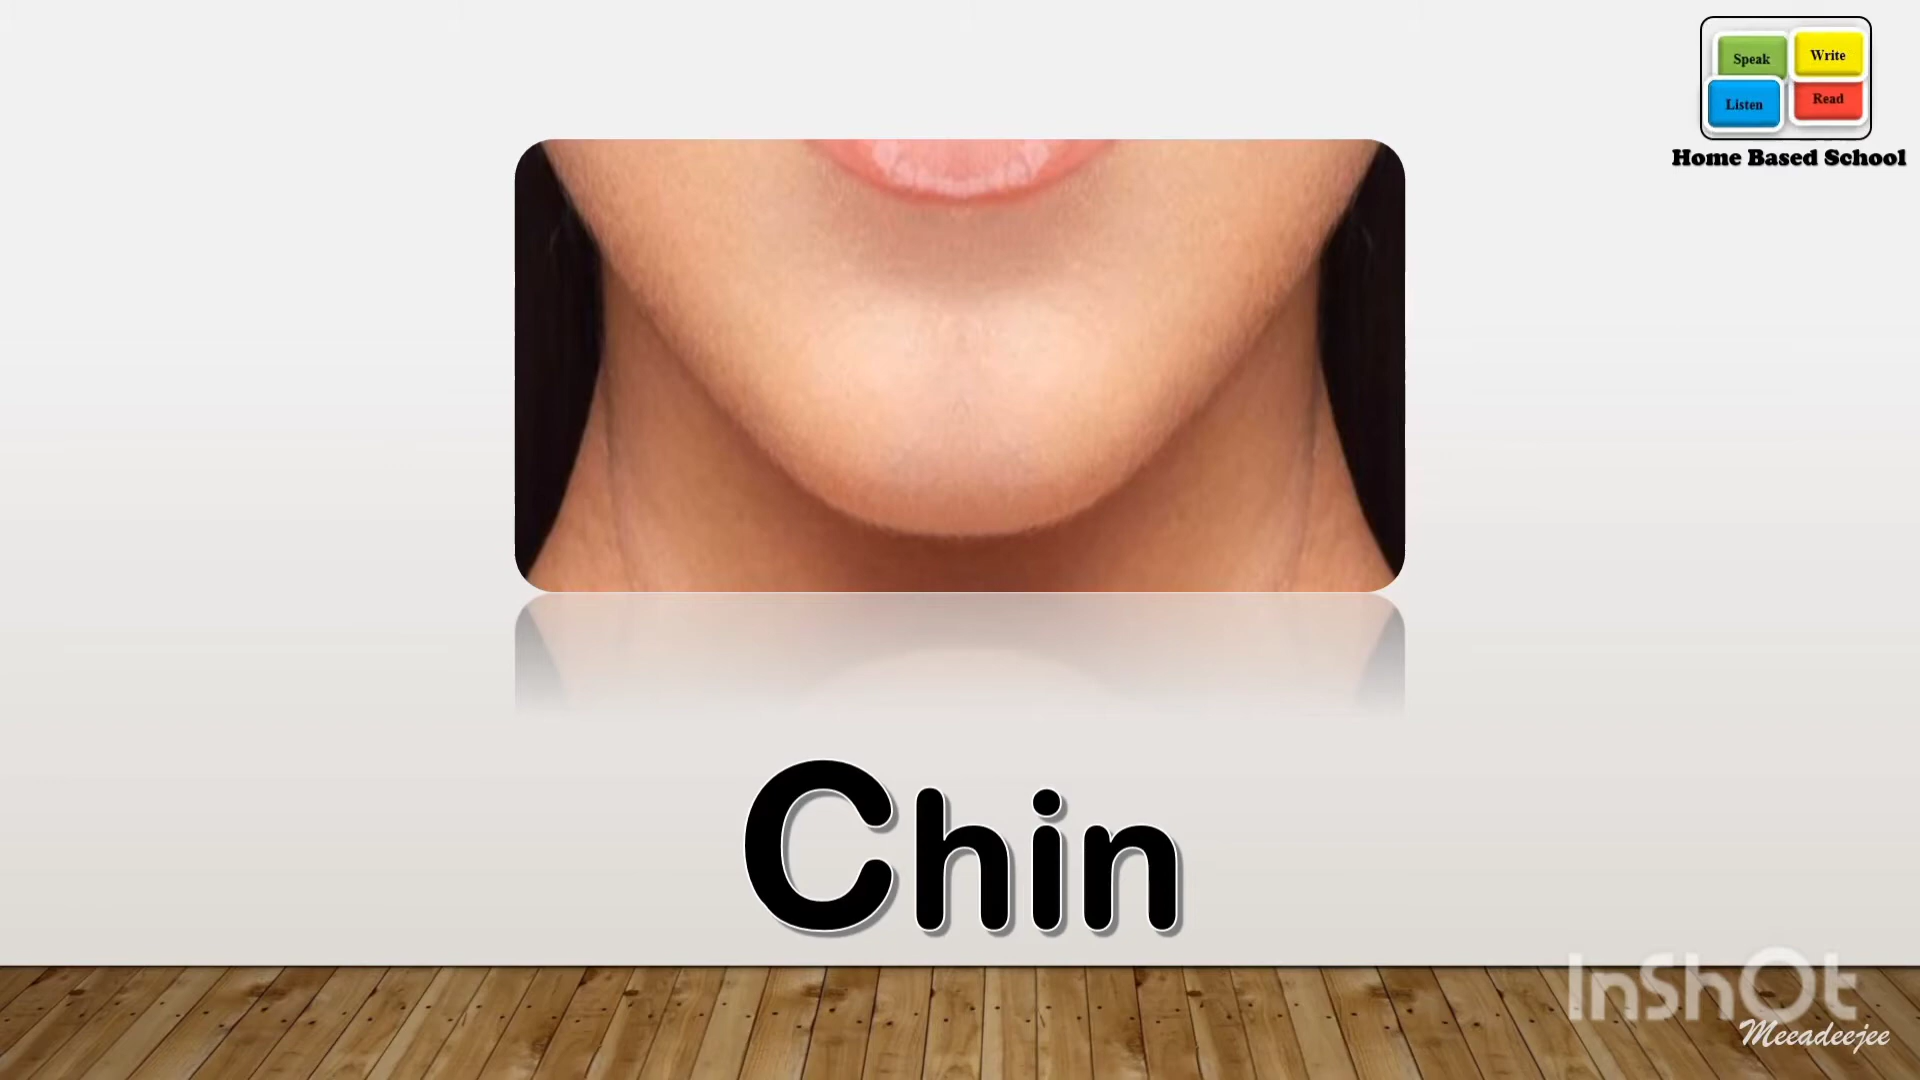 Speak
Write
Listen
Read
Home Based School
Chin
InShOt
Meeadeejee